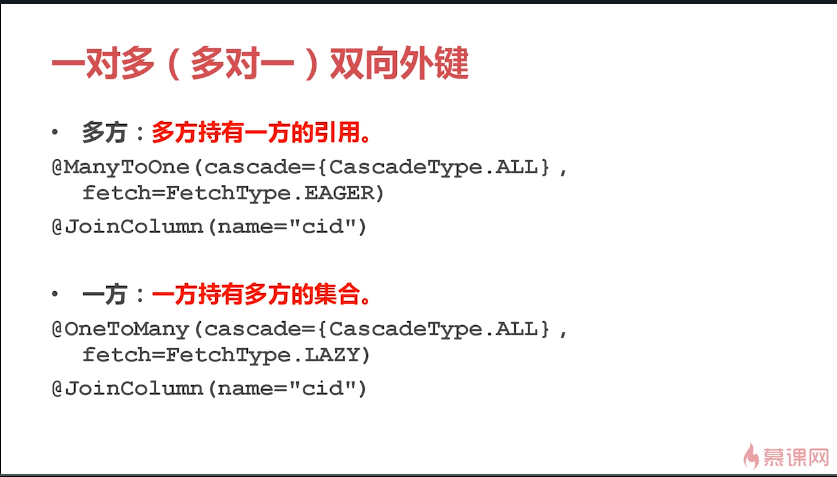 一对多（多对一）双向外键
• 多方：多方持有一方的引用。
@ManyToOne(cascade={CascadeType.ALL},
fetch=FetchType.EAGER)
@JoinColumn(name="cid")
• 一方：一方持有多方的集合。
@OneToMany(cascade={CascadeType.ALL},
fetch=FetchType.LAZY)
@JoinColumn(name="cid")
慕课网